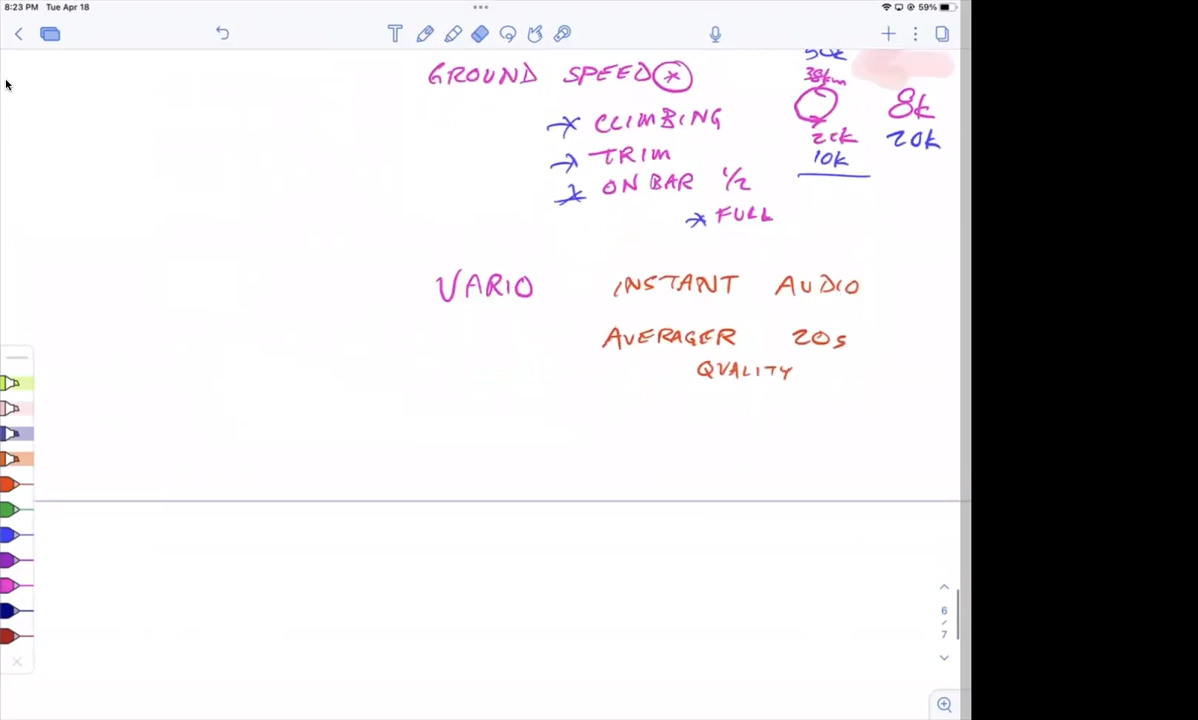 8:23 PM Tue Apr 18
59%
38km
GROUND SPEED *
8k
CLIMBING
20k
20k
TRIM
10k
ON BAR 1/2
FULL
VARIO INSTANT AUDIO
AVERAGER 20s
QUALITY
6
/
7